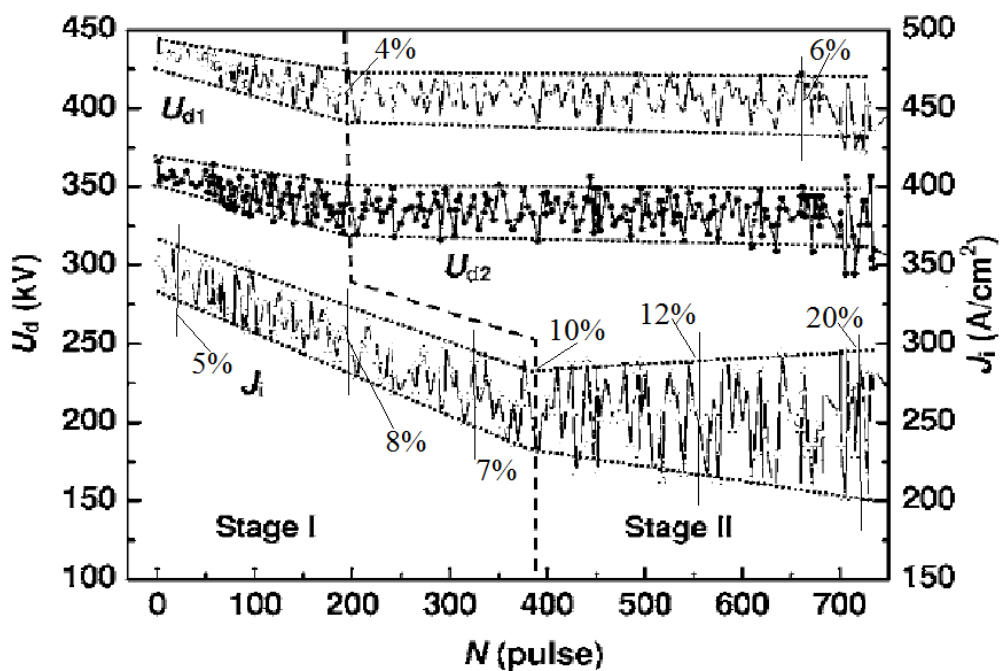 450
400
350
300
250
200
150
100
U_d (kV)
500
450
400
350
300
250
200
150
J_i (A/cm²)
4%
6%
U_d1
U_d2
5%
J_i
8%
7%
10%
12%
20%
Stage I
Stage II
0 100 200 300 400 500 600 700
N (pulse)